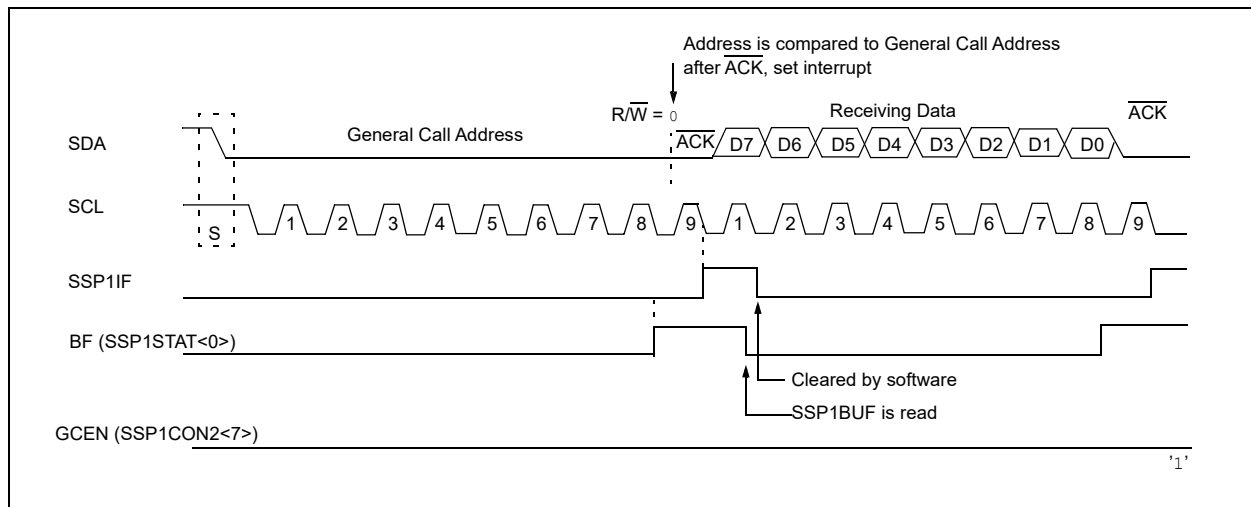 Address is compared to General Call Address
after ACK, set interrupt
R/W = 0
General Call Address
ACK
Receiving Data
ACK
SDA
D7 D6 D5 D4 D3 D2 D1 D0
SCL
S
1 2 3 4 5 6 7 8 9 1 2 3 4 5 6 7 8 9
SSP1IF
BF (SSP1STAT<0>)
Cleared by software
SSP1BUF is read
GCEN (SSP1CON2<7>)
'1'